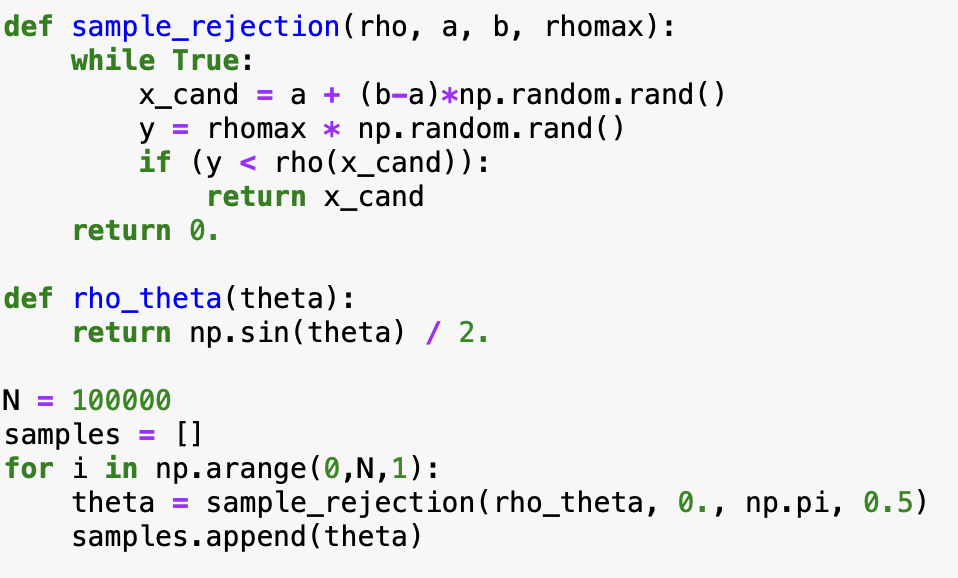 def sample_rejection(rho, a, b, rhomax):
    while True:
        x_cand = a + (b-a)*np.random.rand()
        y = rhomax * np.random.rand()
        if (y < rho(x_cand)):
            return x_cand
    return 0.

def rho_theta(theta):
    return np.sin(theta) / 2.

N = 100000
samples = []
for i in np.arange(0,N,1):
    theta = sample_rejection(rho_theta, 0., np.pi, 0.5)
    samples.append(theta)